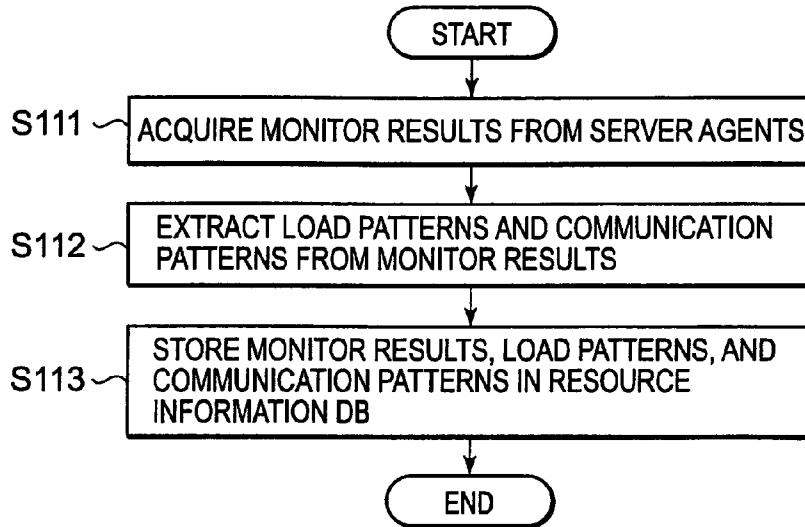 START
S111
ACQUIRE MONITOR RESULTS FROM SERVER AGENTS
S112
EXTRACT LOAD PATTERNS AND COMMUNICATION
PATTERNS FROM MONITOR RESULTS
S113
STORE MONITOR RESULTS, LOAD PATTERNS, AND
COMMUNICATION PATTERNS IN RESOURCE
INFORMATION DB
END